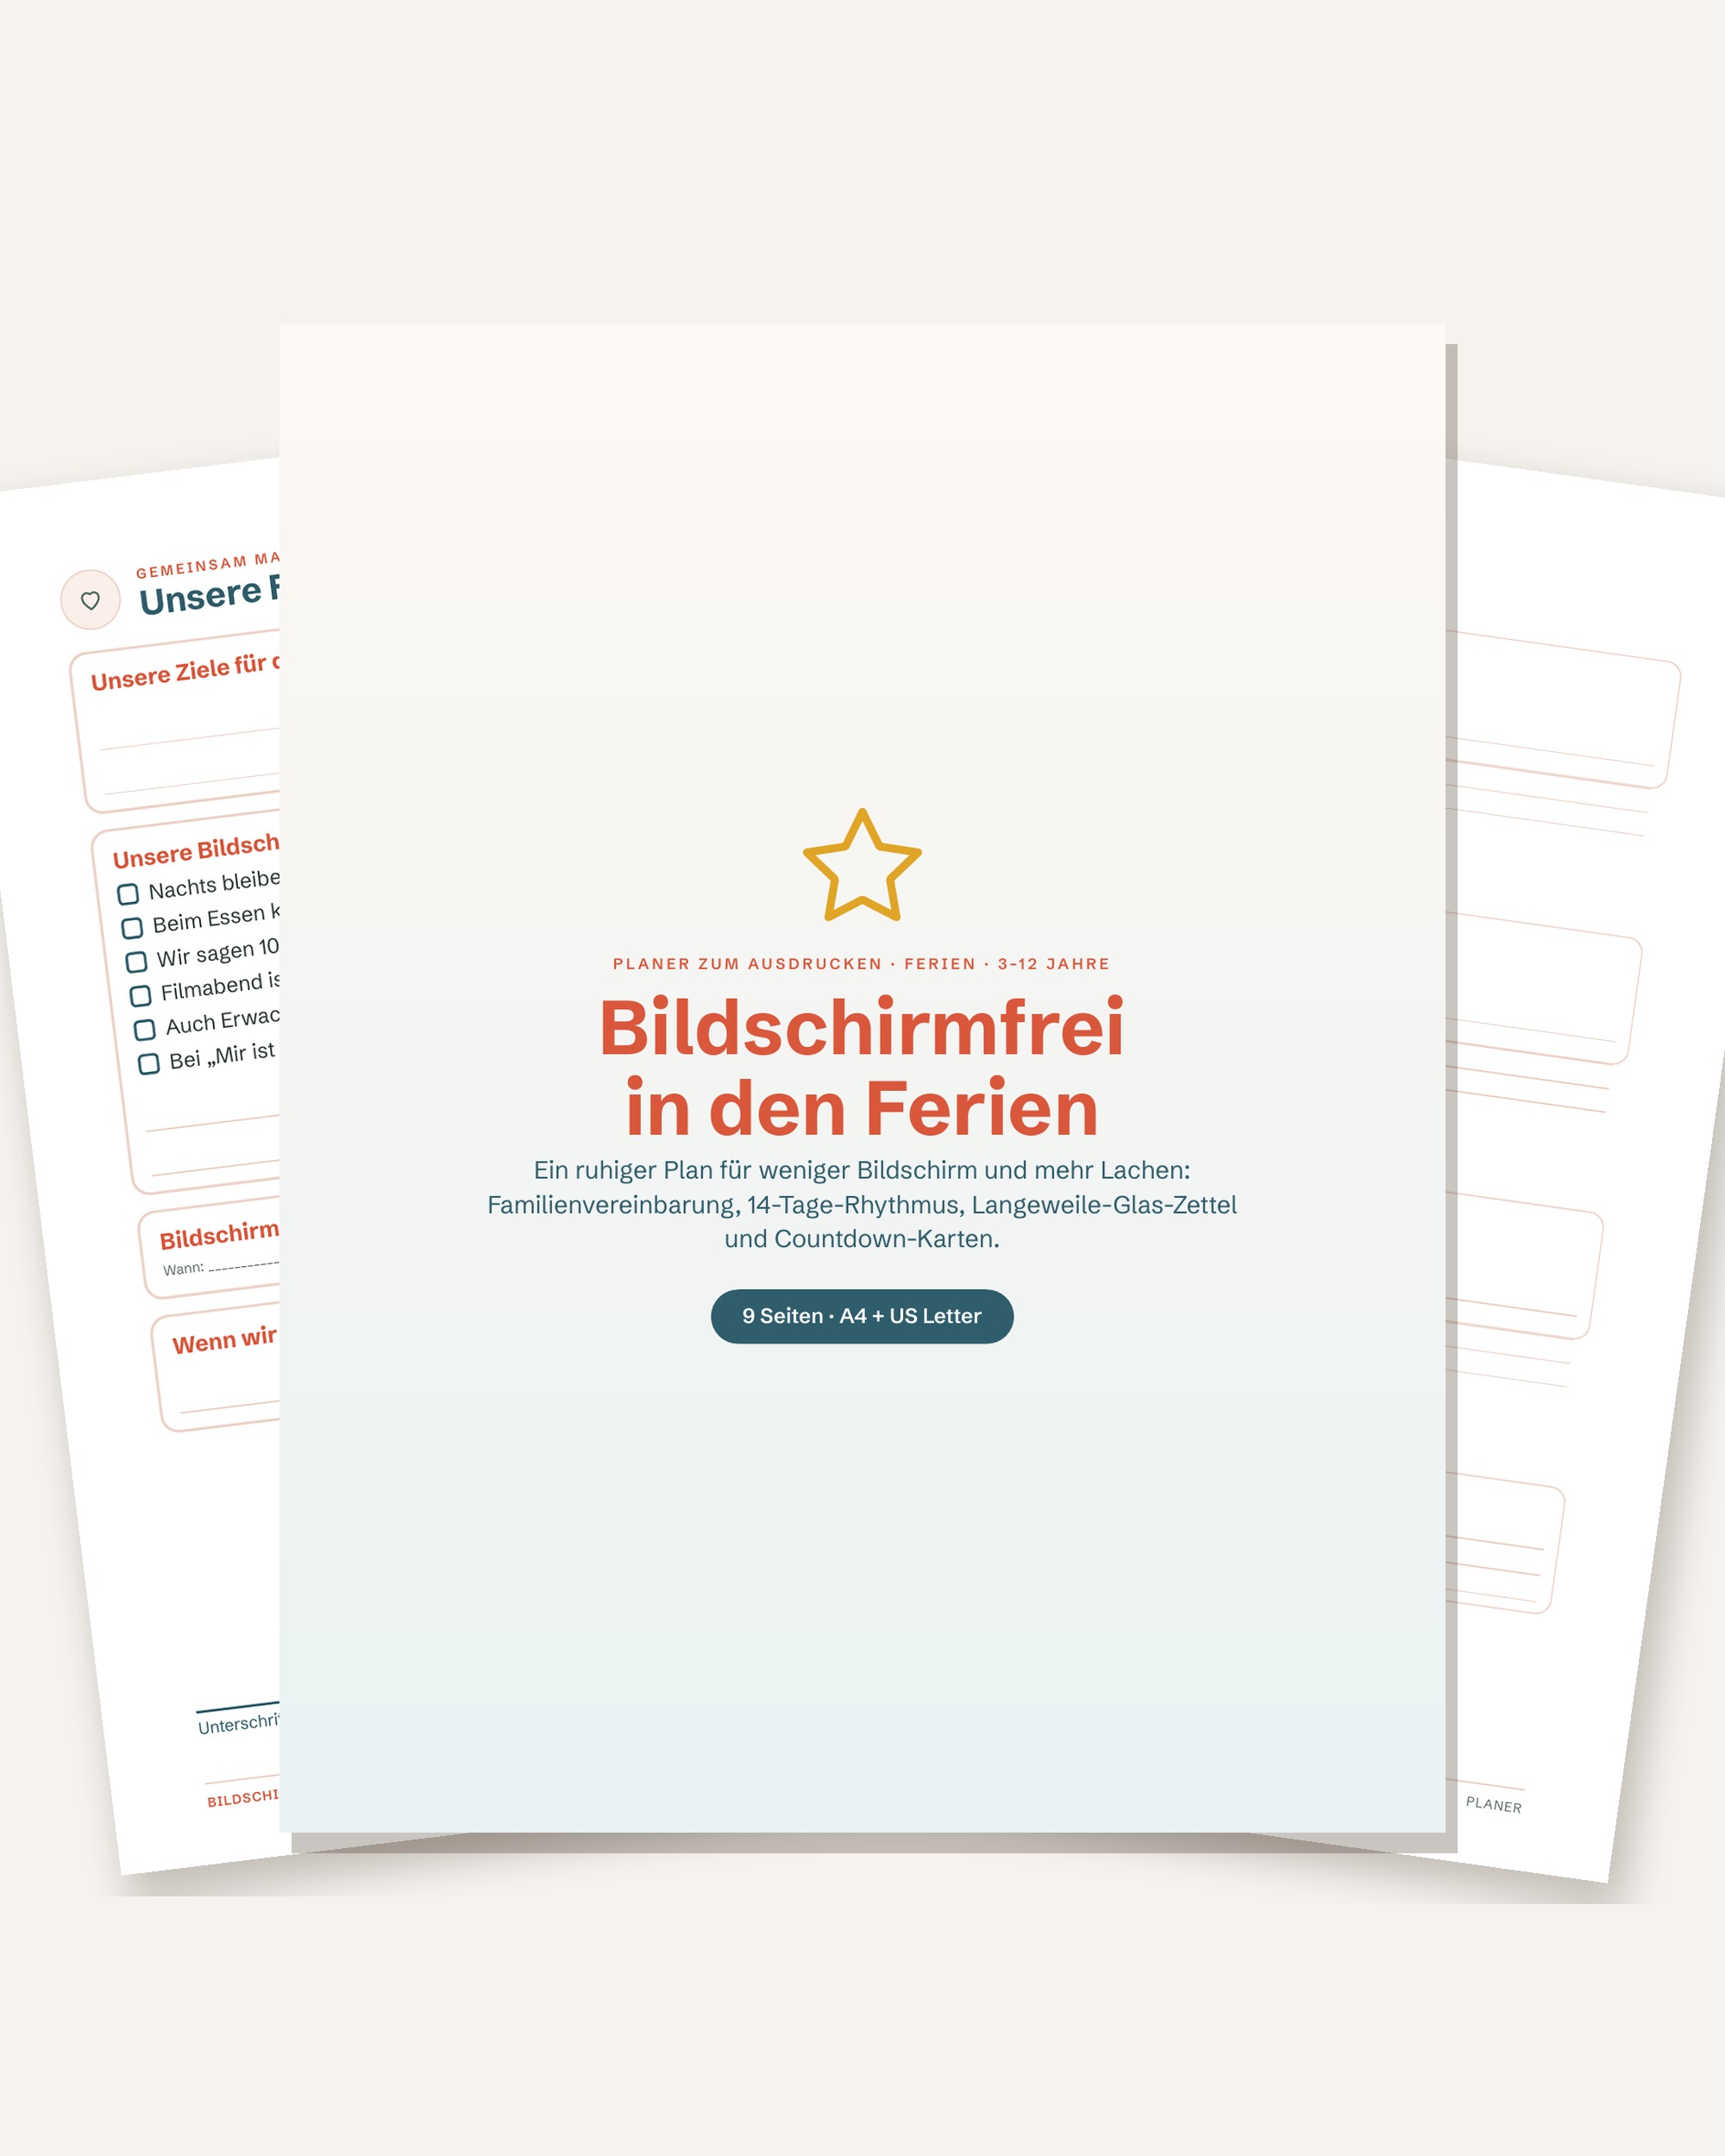 GEMEINSAM MA
Unsere F
Unsere Ziele für d
Unsere Bildsch
Nachts bleibe
Beim Essen k
Wir sagen 10
Filmabend is
Auch Erwac
Bei „Mir ist
Bildschirm
Wann:
Wenn wir
Unterschrif
BILDSCHI
PLANER ZUM AUSDRUCKEN · FERIEN · 3–12 JAHRE
Bildschirmfrei
in den Ferien
Ein ruhiger Plan für weniger Bildschirm und mehr Lachen:
Familienvereinbarung, 14-Tage-Rhythmus, Langeweile-Glas-Zettel
und Countdown-Karten.
9 Seiten · A4 + US Letter
PLANER